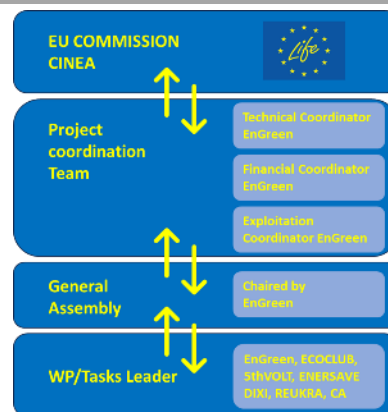 EU COMMISSION
CINEA
Life
Project
coordination
Team
Technical Coordinator
EnGreen
Financial Coordinator
EnGreen
Exploitation
Coordinator EnGreen
General
Assembly
Chaired by
EnGreen
WP/Tasks Leader
EnGreen, ECOCLUB,
5thVOLT, ENERSAVE
DIXI, REUKRA, CA